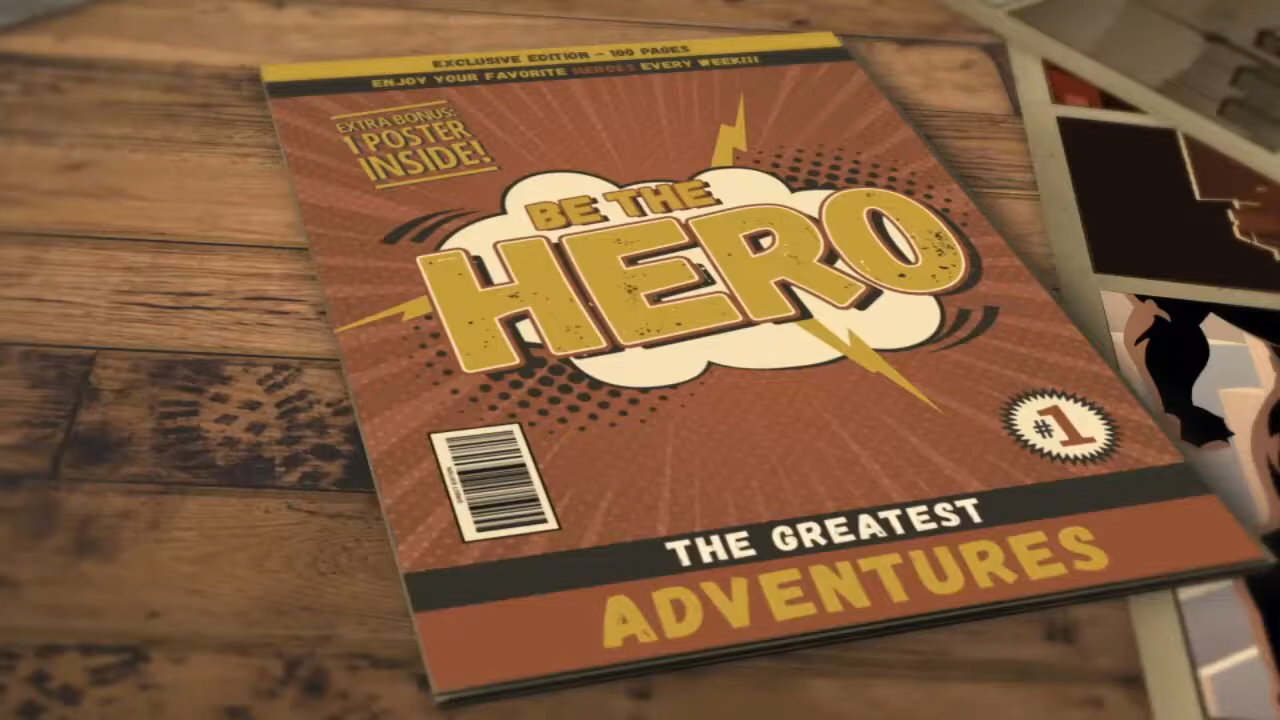 EXCLUSIVE EDITION – 100 PAGES
ENJOY YOUR FAVORITE HEROES EVERY WEEK!!!
EXTRA BONUS:
1 POSTER
INSIDE!
BE THE
HERO
#1
THE GREATEST
ADVENTURES